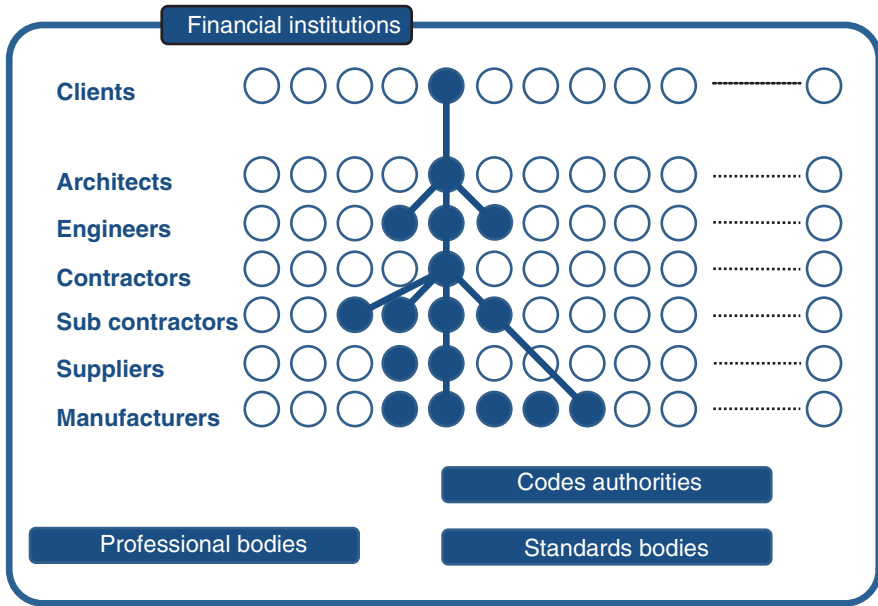 Financial institutions
Clients
Architects
Engineers
Contractors
Sub contractors
Suppliers
Manufacturers
Codes authorities
Professional bodies
Standards bodies